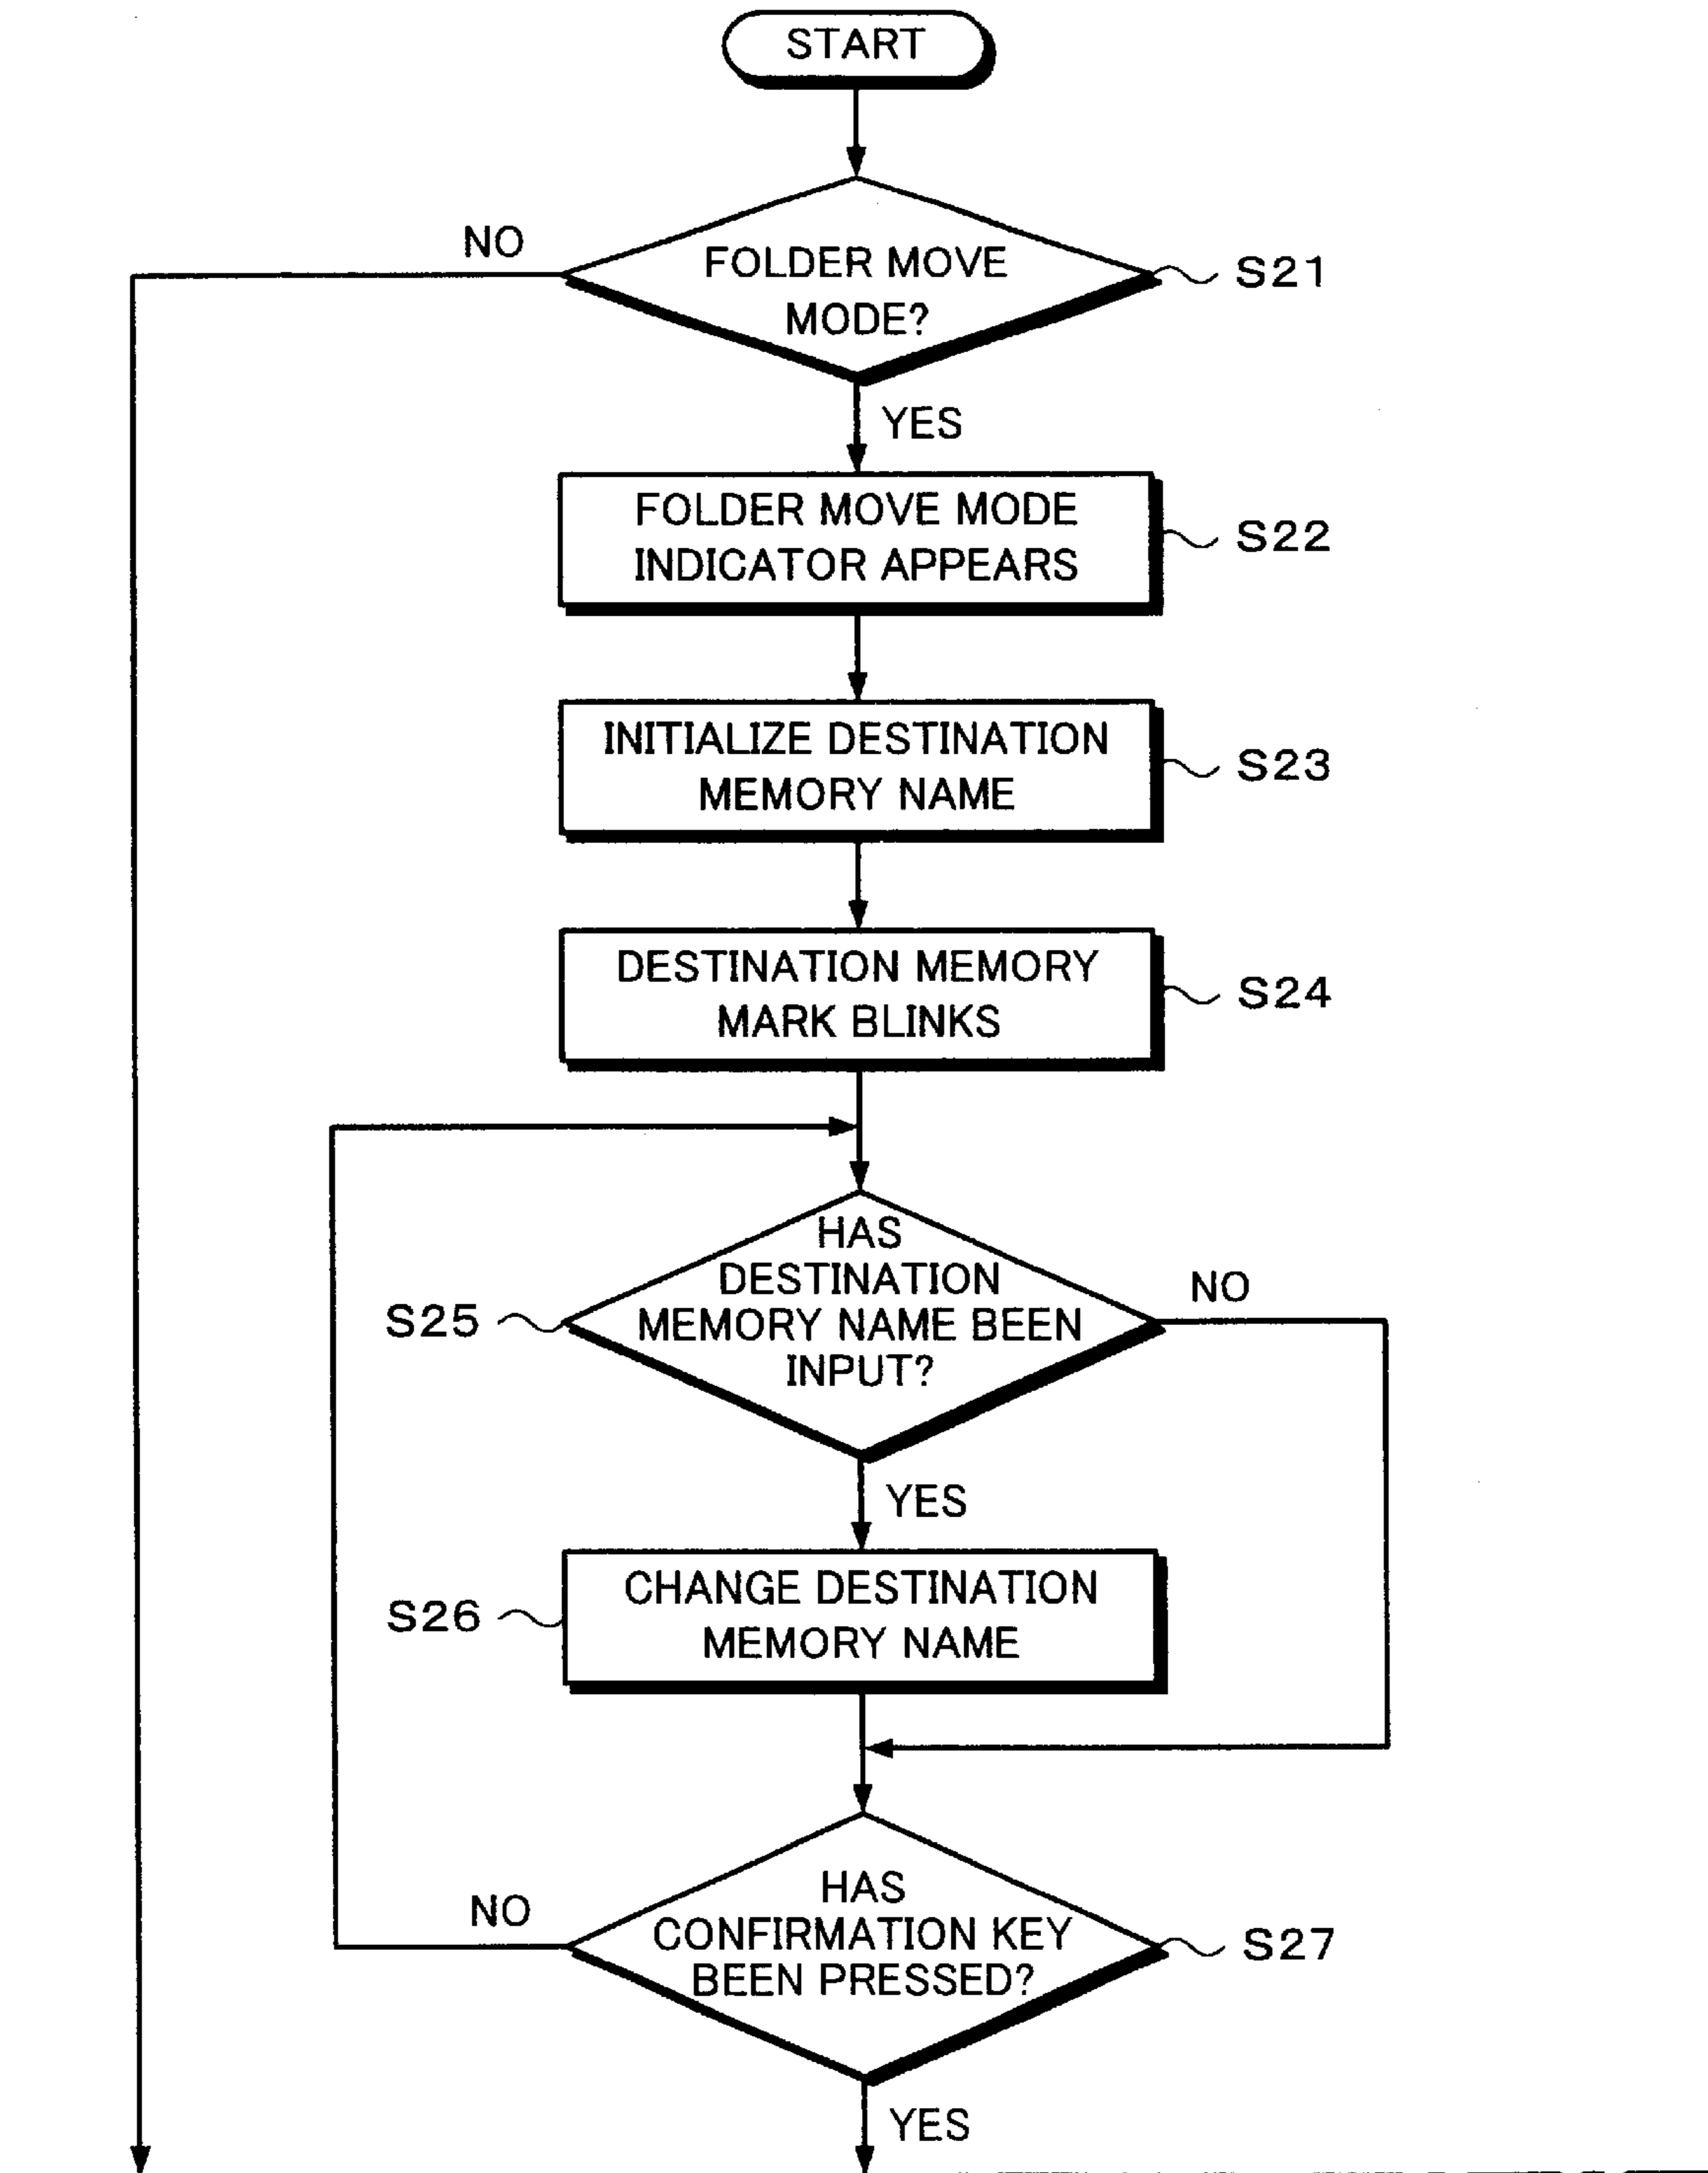 START
NO
FOLDER MOVE
MODE?
S21
YES
FOLDER MOVE MODE
INDICATOR APPEARS
S22
INITIALIZE DESTINATION
MEMORY NAME
S23
DESTINATION MEMORY
MARK BLINKS
S24
HAS
DESTINATION
MEMORY NAME BEEN
INPUT?
S25
NO
YES
CHANGE DESTINATION
MEMORY NAME
S26
HAS
CONFIRMATION KEY
BEEN PRESSED?
NO
S27
YES